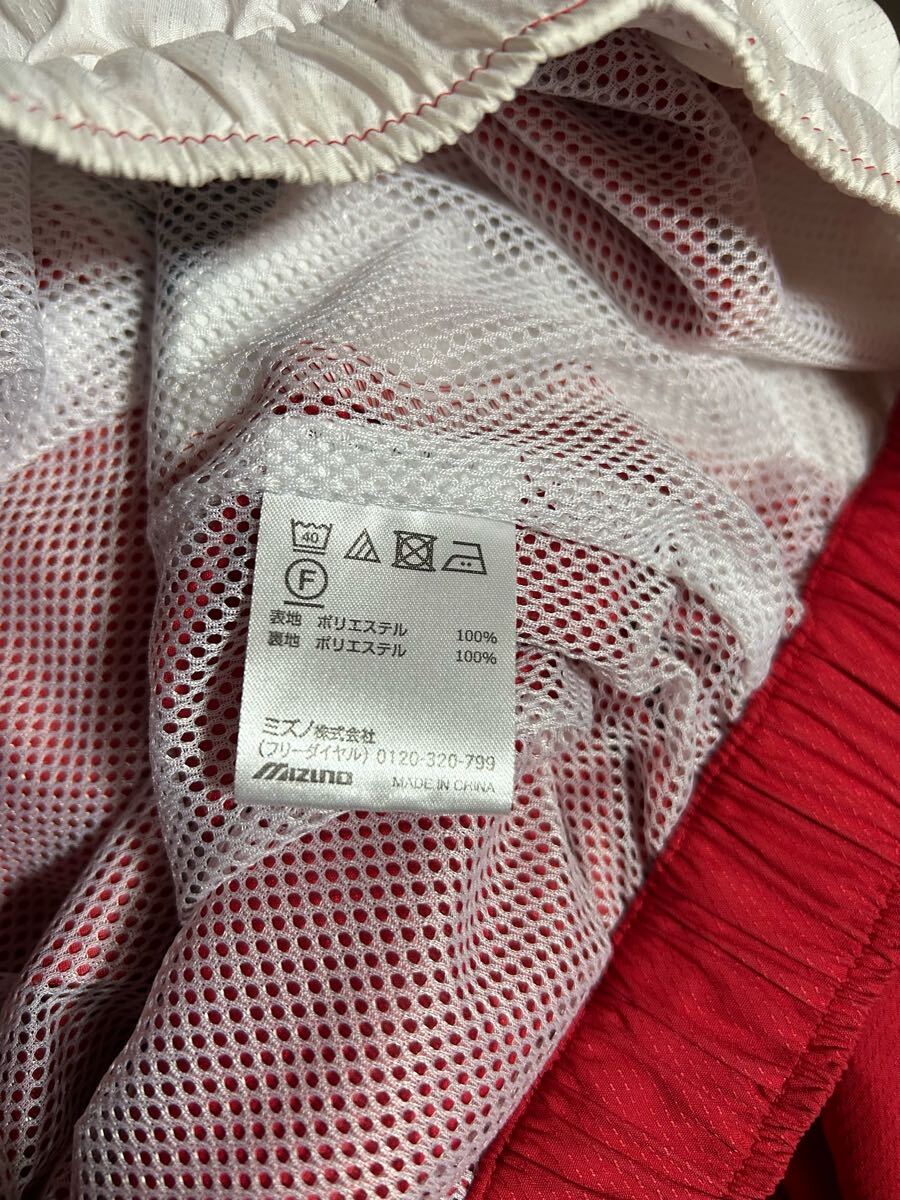 40
F
表地 ポリエステル 100%
裏地 ポリエステル 100%
ミズノ株式会社
(フリーダイヤル) 0120-320-799
MIZUNO MADE IN CHINA